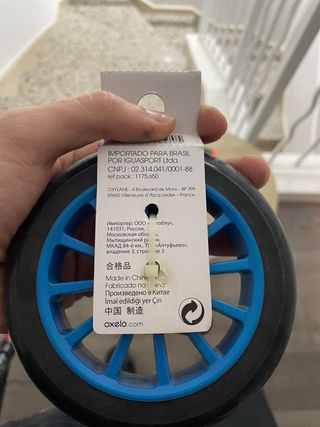 IMPORTADO PARA BRASIL
POR IGUASPORT Ltda
CNPJ : 02.314.041/0001-88
ref pack : 1175.650
OXYLANE - 4 Boulevard de Mons - BP 299
59665 Villeneuve d'Ascq cedex - France
Импортер: ООО
141031, Россия,
Московская область,
Мытищинский район,
МКАД 84-й км., ТПЗ «Алтуфьево»,
владение 3, строение 3
合格品
Made in China
Fabricado na China
Произведено в Китае
İmal edildiği yer Çin
中国 制造
oxelo.com